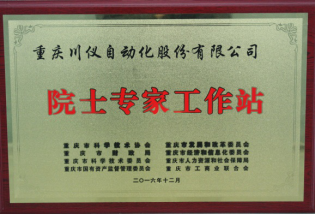 重庆川仪自动化股份有限公司
院士专家工作站
重庆市科学技术协会 重庆市发展和改革委员会
重庆市财政局 重庆市经济和信息化委员会
重庆市科学技术委员会 重庆市人力资源和社会保障局
重庆市国有资产监督管理委员会 重庆市工商业联合会
二〇一六年十二月